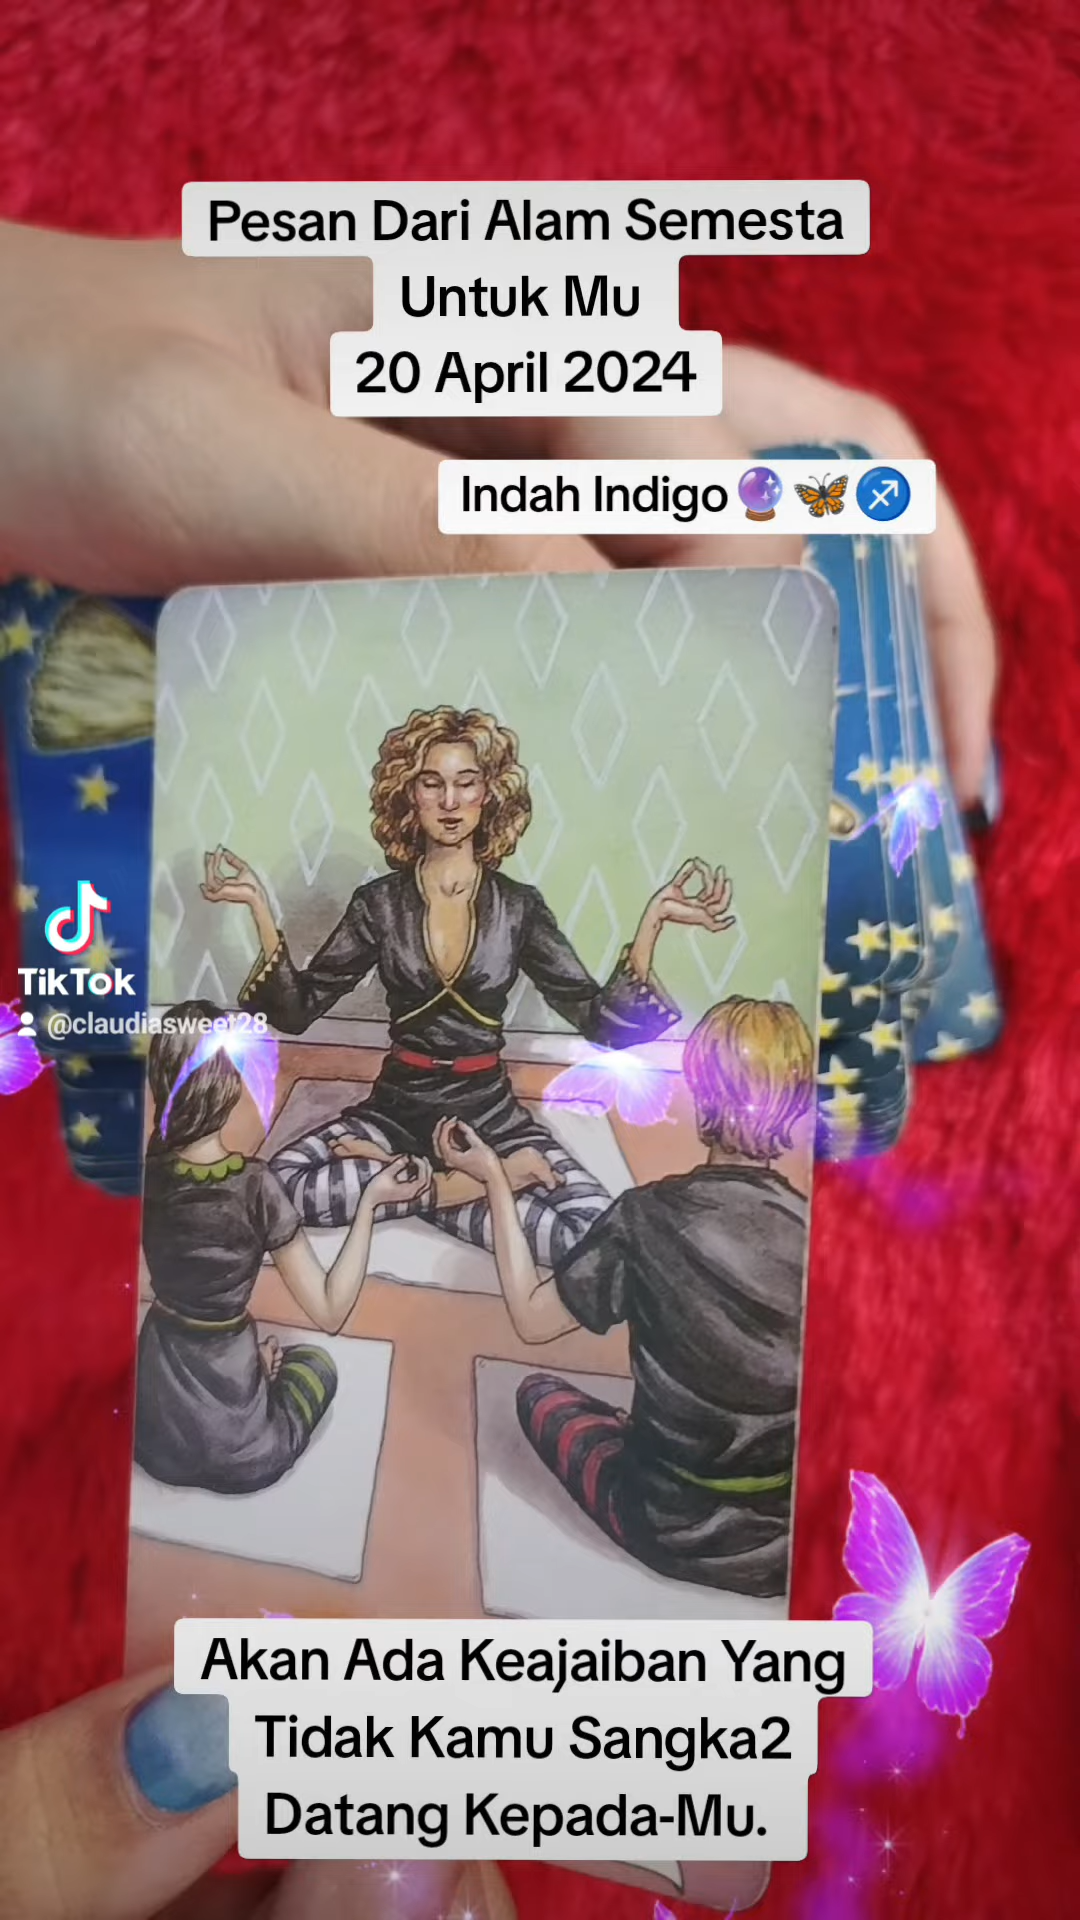 Pesan Dari Alam Semesta
Untuk Mu
20 April 2024
Indah Indigo🔮🦋♐
TikTok
@claudiasweet28
Akan Ada Keajaiban Yang
Tidak Kamu Sangka2
Datang Kepada-Mu.